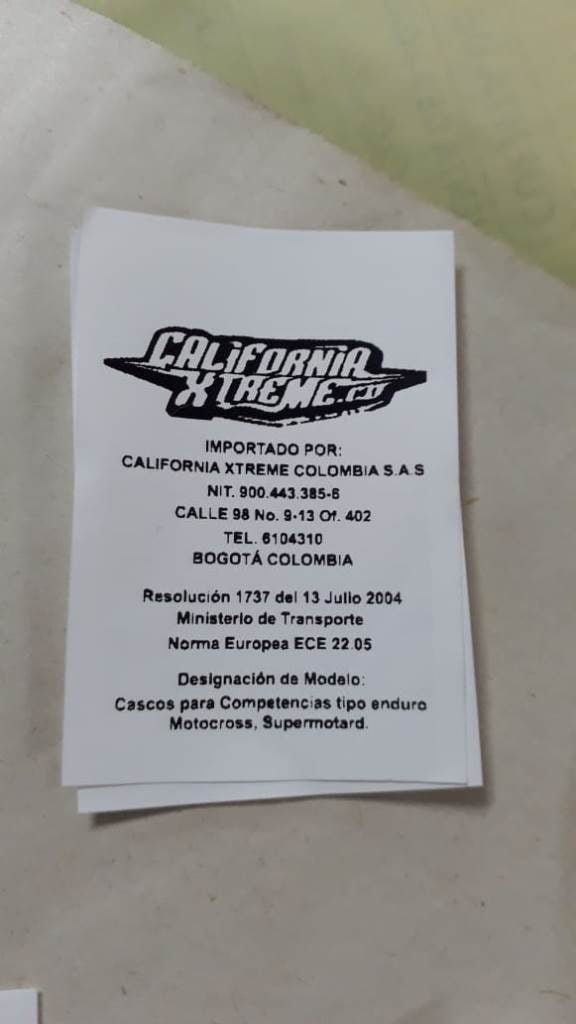 CALIFORNIA
XTREME.CO
IMPORTADO POR:
CALIFORNIA XTREME COLOMBIA S.A.S
NIT. 900.443.385-6
CALLE 98 No. 9-13 Of. 402
TEL. 6104310
BOGOTÁ COLOMBIA
Resolución 1737 del 13 Julio 2004
Ministerio de Transporte
Norma Europea ECE 22.05
Designación de Modelo:
Cascos para Competencias tipo enduro
Motocross, Supermotard.